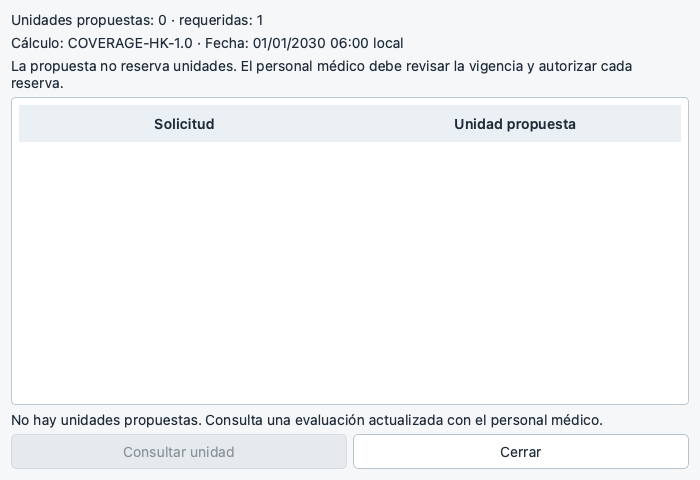 Unidades propuestas: 0 · requeridas: 1
Cálculo: COVERAGE-HK-1.0 · Fecha: 01/01/2030 06:00 local
La propuesta no reserva unidades. El personal médico debe revisar la vigencia y autorizar cada
reserva.
Solicitud
Unidad propuesta
No hay unidades propuestas. Consulta una evaluación actualizada con el personal médico.
Consultar unidad
Cerrar